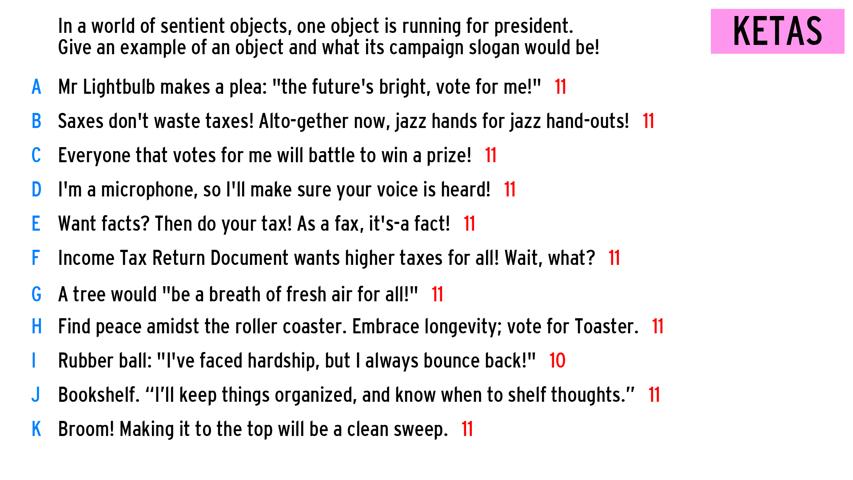 In a world of sentient objects, one object is running for president.
Give an example of an object and what its campaign slogan would be!
KETAS
A Mr Lightbulb makes a plea: "the future's bright, vote for me!" 11
B Saxes don't waste taxes! Alto-gether now, jazz hands for jazz hand-outs! 11
C Everyone that votes for me will battle to win a prize! 11
D I'm a microphone, so I'll make sure your voice is heard! 11
E Want facts? Then do your tax! As a fax, it's-a fact! 11
F Income Tax Return Document wants higher taxes for all! Wait, what? 11
G A tree would "be a breath of fresh air for all!" 11
H Find peace amidst the roller coaster. Embrace longevity; vote for Toaster. 11
I Rubber ball: "I've faced hardship, but I always bounce back!" 10
J Bookshelf. “I’ll keep things organized, and know when to shelf thoughts.” 11
K Broom! Making it to the top will be a clean sweep. 11